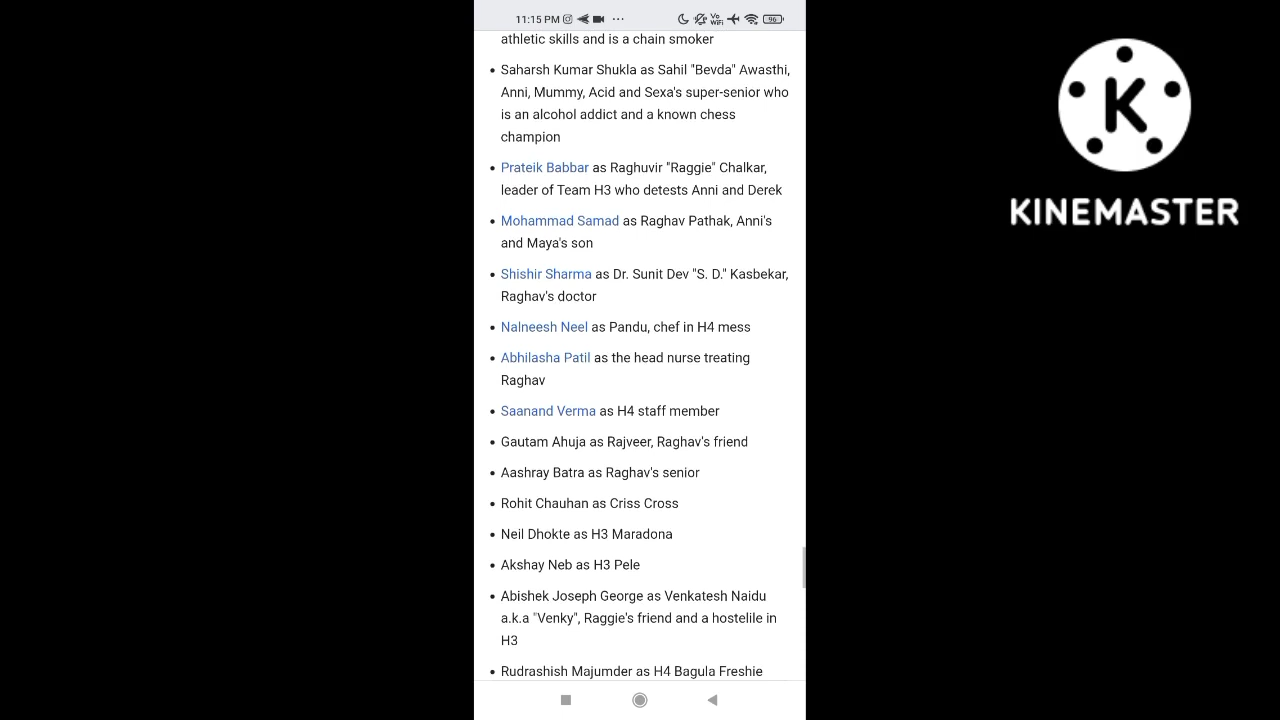 11:15 PM
Vo
WiFi
96
athletic skills and is a chain smoker
• Saharsh Kumar Shukla as Sahil "Bevda" Awasthi,
Anni, Mummy, Acid and Sexa's super-senior who
is an alcohol addict and a known chess
champion
• Prateik Babbar as Raghuvir "Raggie" Chalkar,
leader of Team H3 who detests Anni and Derek
• Mohammad Samad as Raghav Pathak, Anni's
and Maya's son
• Shishir Sharma as Dr. Sunit Dev "S. D." Kasbekar,
Raghav's doctor
• Nalneesh Neel as Pandu, chef in H4 mess
• Abhilasha Patil as the head nurse treating
Raghav
• Saanand Verma as H4 staff member
• Gautam Ahuja as Rajveer, Raghav's friend
• Aashray Batra as Raghav's senior
• Rohit Chauhan as Criss Cross
• Neil Dhokte as H3 Maradona
• Akshay Neb as H3 Pele
• Abishek Joseph George as Venkatesh Naidu
a.k.a "Venky", Raggie's friend and a hostelile in
H3
• Rudrashish Majumder as H4 Bagula Freshie
K
KINEMASTER